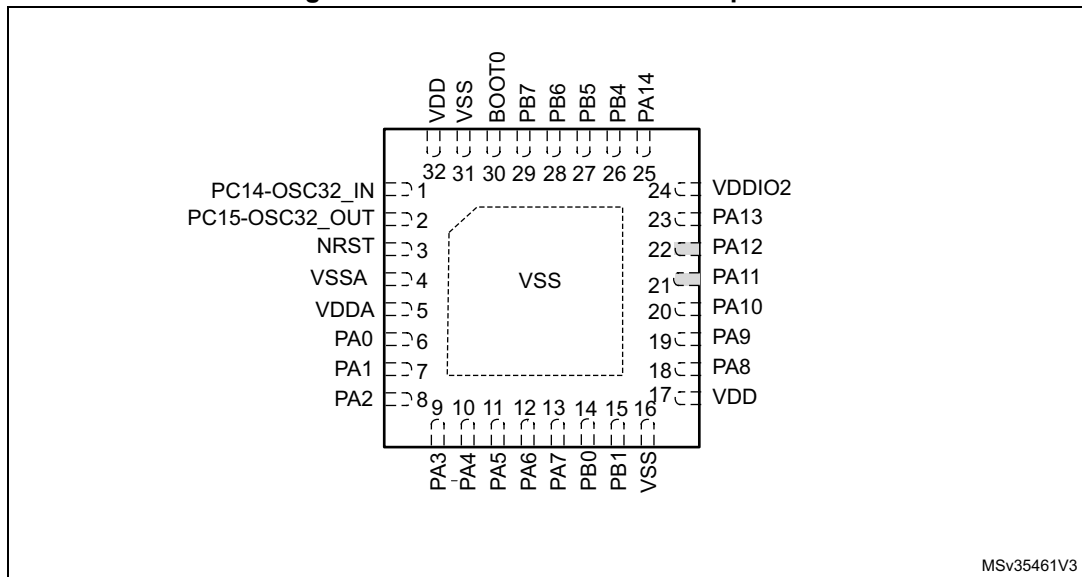 VDD
VSS
BOOT0
PB7
PB6
PB5
PB4
PA14
32 31 30 29 28 27 26 25
PC14-OSC32_IN 1
PC15-OSC32_OUT 2
NRST 3
VSSA 4
VDDA 5
PA0 6
PA1 7
PA2 8
VSS
24 VDDIO2
23 PA13
22 PA12
21 PA11
20 PA10
19 PA9
18 PA8
17 VDD
9 10 11 12 13 14 15 16
PA3
PA4
PA5
PA6
PA7
PB0
PB1
VSS
MSv35461V3